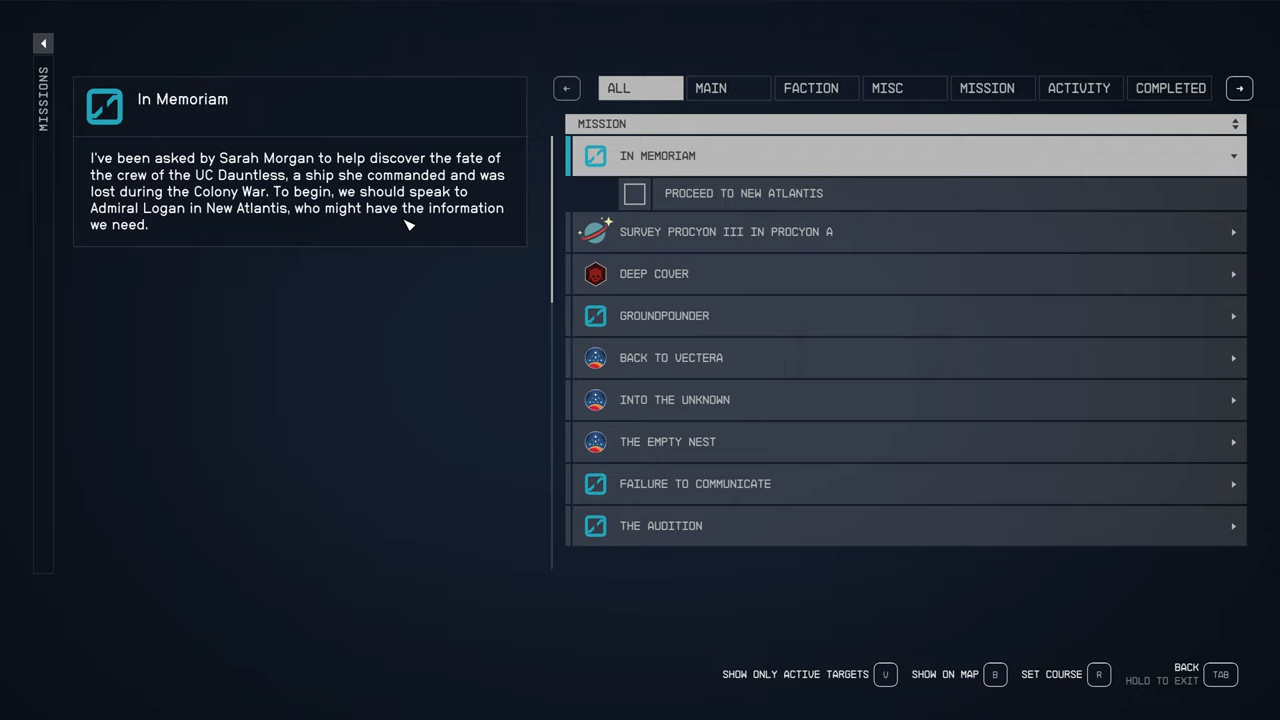 MISSIONS
In Memoriam
I've been asked by Sarah Morgan to help discover the fate of
the crew of the UC Dauntless, a ship she commanded and was
lost during the Colony War. To begin, we should speak to
Admiral Logan in New Atlantis, who might have the information
we need.
ALL MAIN FACTION MISC MISSION ACTIVITY COMPLETED
MISSION
IN MEMORIAM
PROCEED TO NEW ATLANTIS
SURVEY PROCYON III IN PROCYON A
DEEP COVER
GROUNDPOUNDER
BACK TO VECTERA
INTO THE UNKNOWN
THE EMPTY NEST
FAILURE TO COMMUNICATE
THE AUDITION
SHOW ONLY ACTIVE TARGETS V SHOW ON MAP B SET COURSE R BACK
HOLD TO EXIT TAB